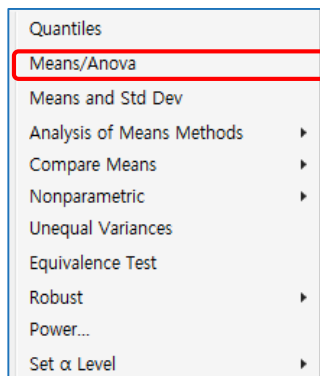 Quantiles
Means/Anova
Means and Std Dev
Analysis of Means Methods
Compare Means
Nonparametric
Unequal Variances
Equivalence Test
Robust
Power...
Set α Level